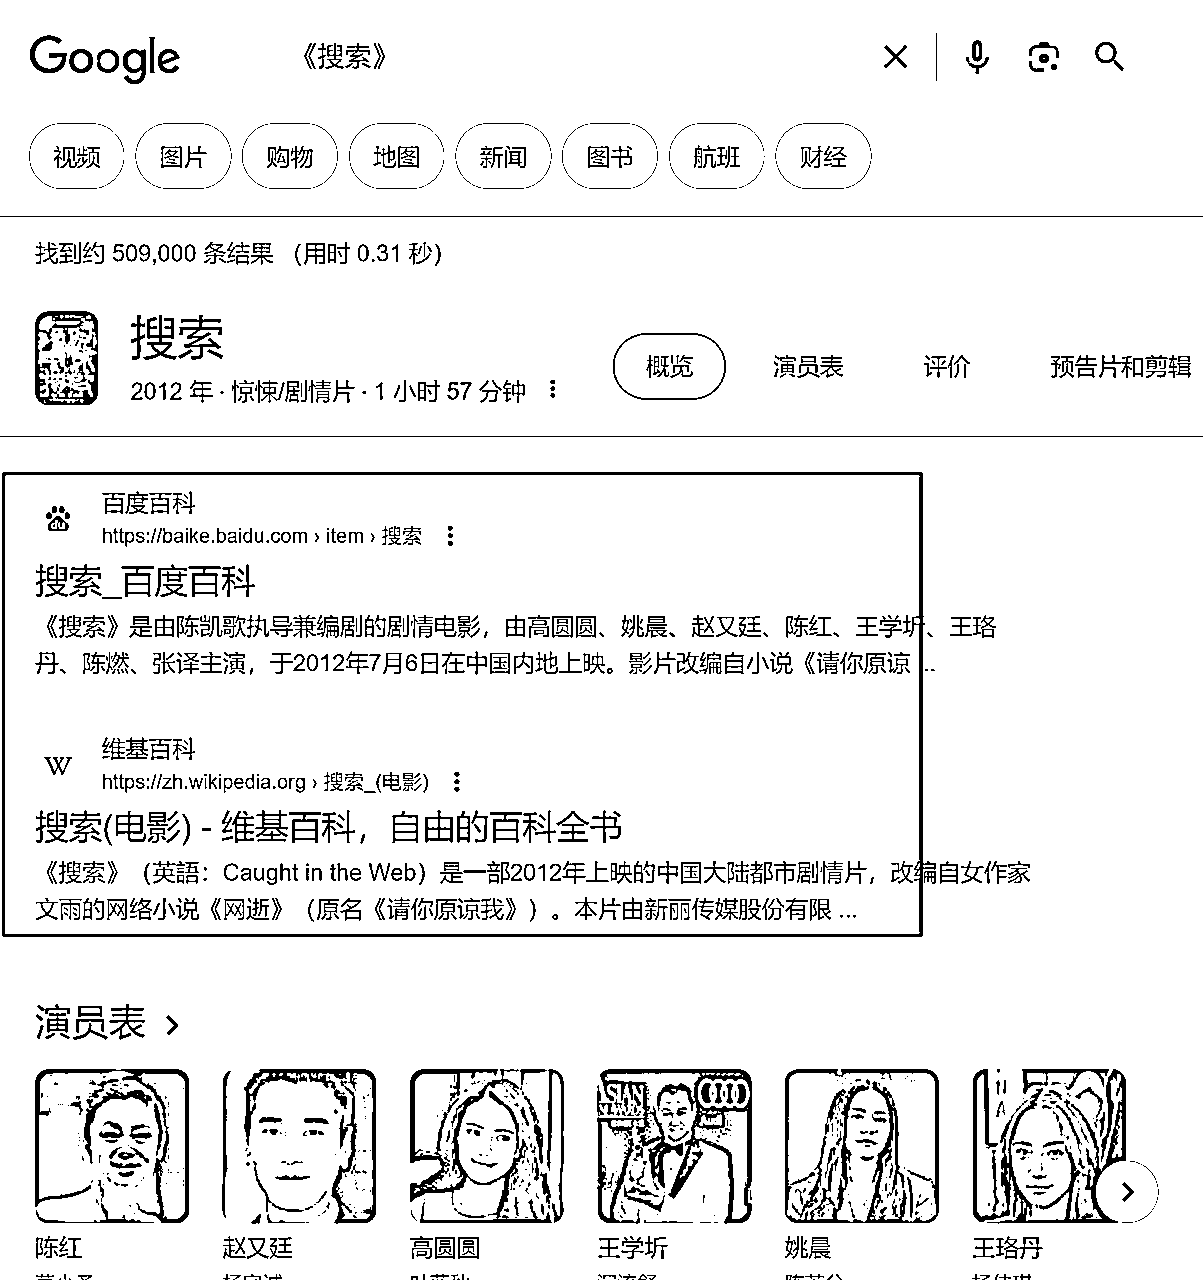 Google
《搜索》
视频 图片 购物 地图 新闻 图书 航班 财经
找到约 509,000 条结果 （用时 0.31 秒）
搜索
2012 年 · 惊悚/剧情片 · 1 小时 57 分钟
概览 演员表 评价 预告片和剪辑
百度百科
https://baike.baidu.com › item › 搜索
搜索_百度百科
《搜索》是由陈凯歌执导兼编剧的剧情电影，由高圆圆、姚晨、赵又廷、陈红、王学圻、王珞
丹、陈燃、张译主演，于2012年7月6日在中国内地上映。影片改编自小说《请你原谅 ...
维基百科
https://zh.wikipedia.org › 搜索_(电影)
搜索(电影) - 维基百科，自由的百科全书
《搜索》（英語：Caught in the Web）是一部2012年上映的中国大陆都市剧情片，改编自女作家
文雨的网络小说《网逝》（原名《请你原谅我》）。本片由新丽传媒股份有限 ...
演员表
陈红 赵又廷 高圆圆 王学圻 姚晨 王珞丹